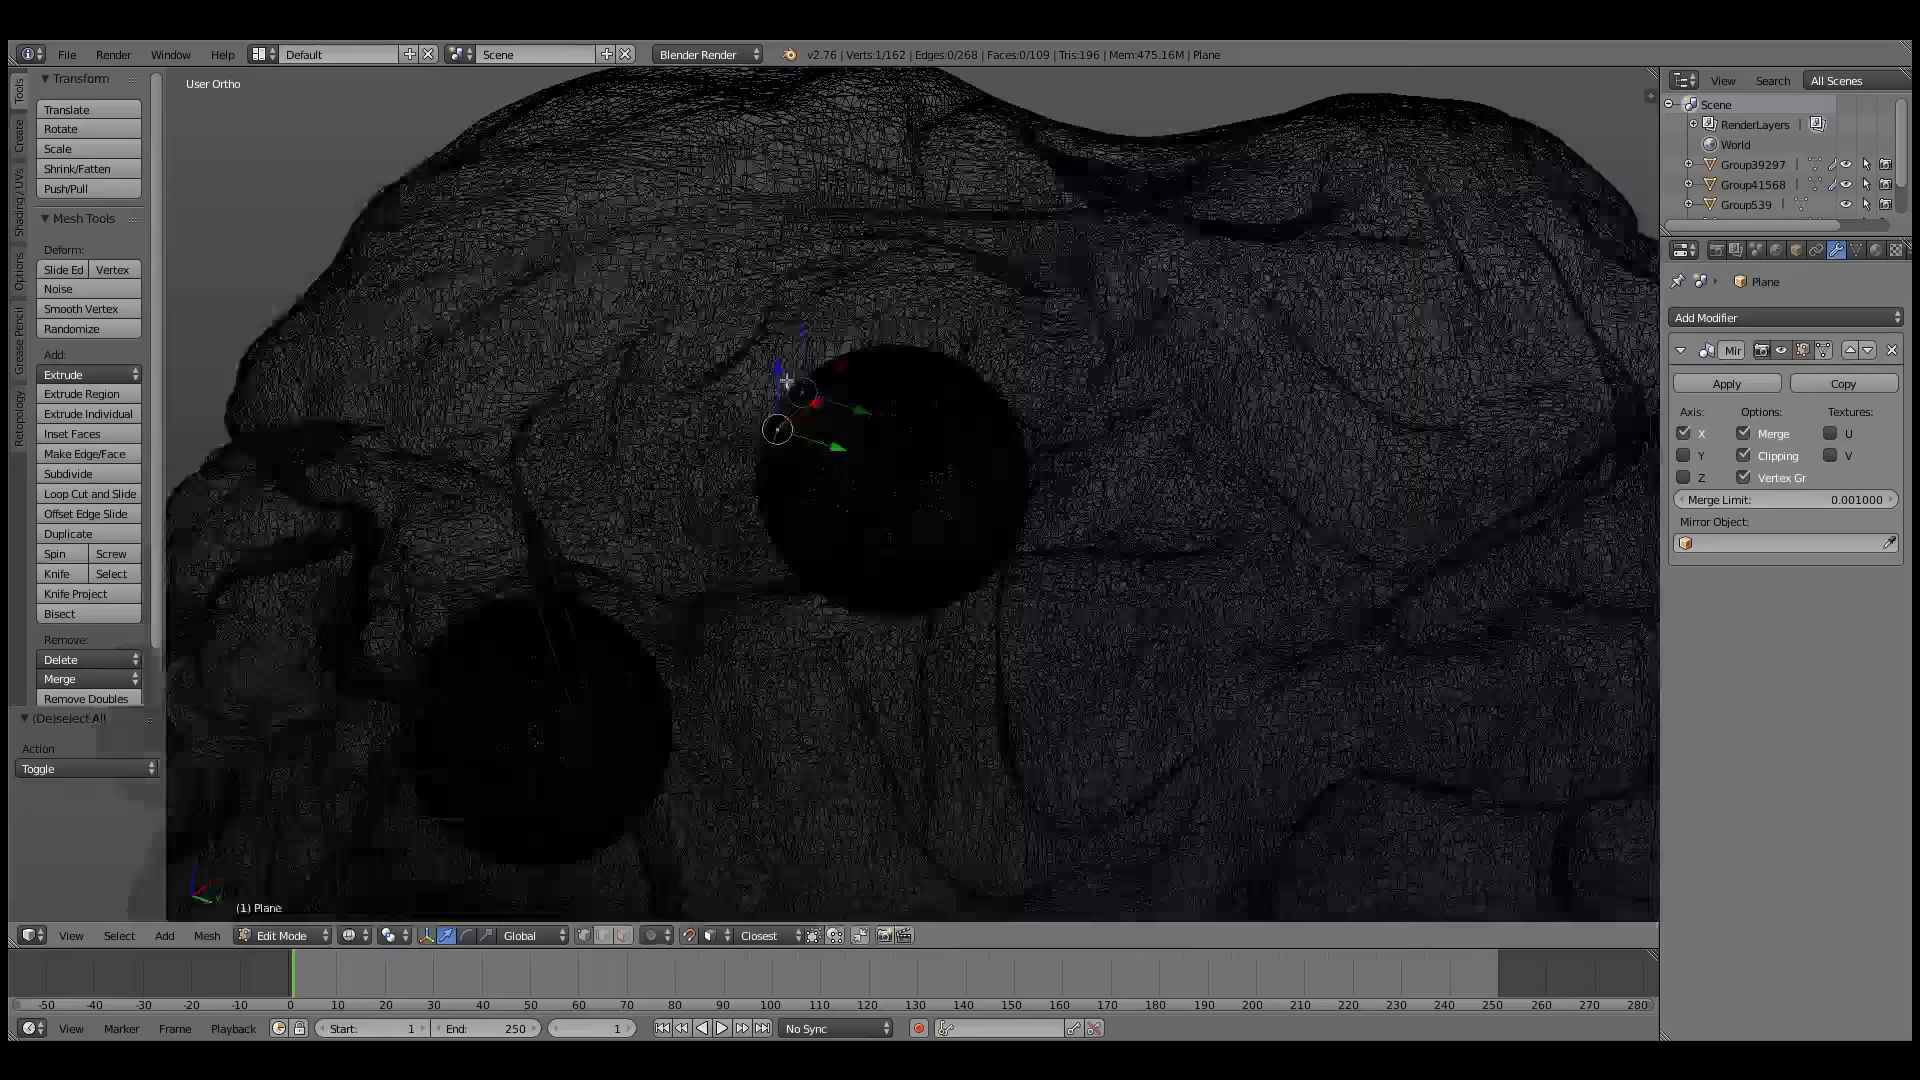 File Render Window Help Default Scene Blender Render v2.76 | Verts:1/162 | Edges:0/268 | Faces:0/109 | Tris:196 | Mem:475.16M | Plane
Tools
Create
Shading / UVs
Options
Grease Pencil
Retopology
Transform
Translate
Rotate
Scale
Shrink/Fatten
Push/Pull
Mesh Tools
Deform:
Slide Ed Vertex
Noise
Smooth Vertex
Randomize
Add:
Extrude
Extrude Region
Extrude Individual
Inset Faces
Make Edge/Face
Subdivide
Loop Cut and Slide
Offset Edge Slide
Duplicate
Spin Screw
Knife Select
Knife Project
Bisect
Remove:
Delete
Merge
Remove Doubles
(De)select All
Action
Toggle
User Ortho
(1) Plane
View Search All Scenes
Scene
RenderLayers |
World
Group39297 |
Group41568 |
Group539 |
Plane
Add Modifier
Mir
Apply Copy
Axis: Options: Textures:
X Merge U
Y Clipping V
Z Vertex Gr
Merge Limit: 0.001000
Mirror Object:
View Select Add Mesh Edit Mode Global Closest
-50 -40 -30 -20 -10 0 10 20 30 40 50 60 70 80 90 100 110 120 130 140 150 160 170 180 190 200 210 220 230 240 250 260 270 280
View Marker Frame Playback Start: 1 End: 250 1 No Sync